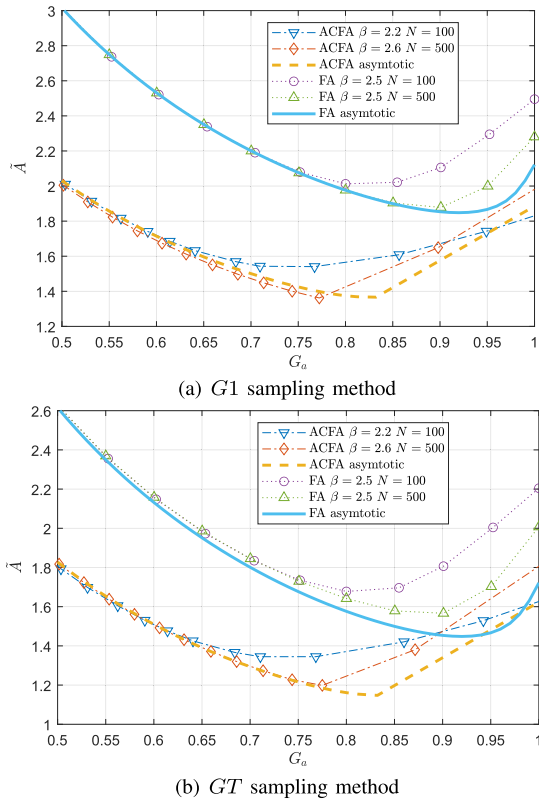 3
2.8
2.6
2.4
2.2
2
1.8
1.6
1.4
1.2
Ã
ACFA β = 2.2 N = 100
ACFA β = 2.6 N = 500
ACFA asymtotic
FA β = 2.5 N = 100
FA β = 2.5 N = 500
FA asymptotic
0.5 0.55 0.6 0.65 0.7 0.75 0.8 0.85 0.9 0.95 1
G_a
(a) G1 sampling method
2.6
2.4
2.2
2
1.8
1.6
1.4
1.2
1
Ã
ACFA β = 2.2 N = 100
ACFA β = 2.6 N = 500
ACFA asymtotic
FA β = 2.5 N = 100
FA β = 2.5 N = 500
FA asymptotic
0.5 0.55 0.6 0.65 0.7 0.75 0.8 0.85 0.9 0.95 1
G_a
(b) GT sampling method